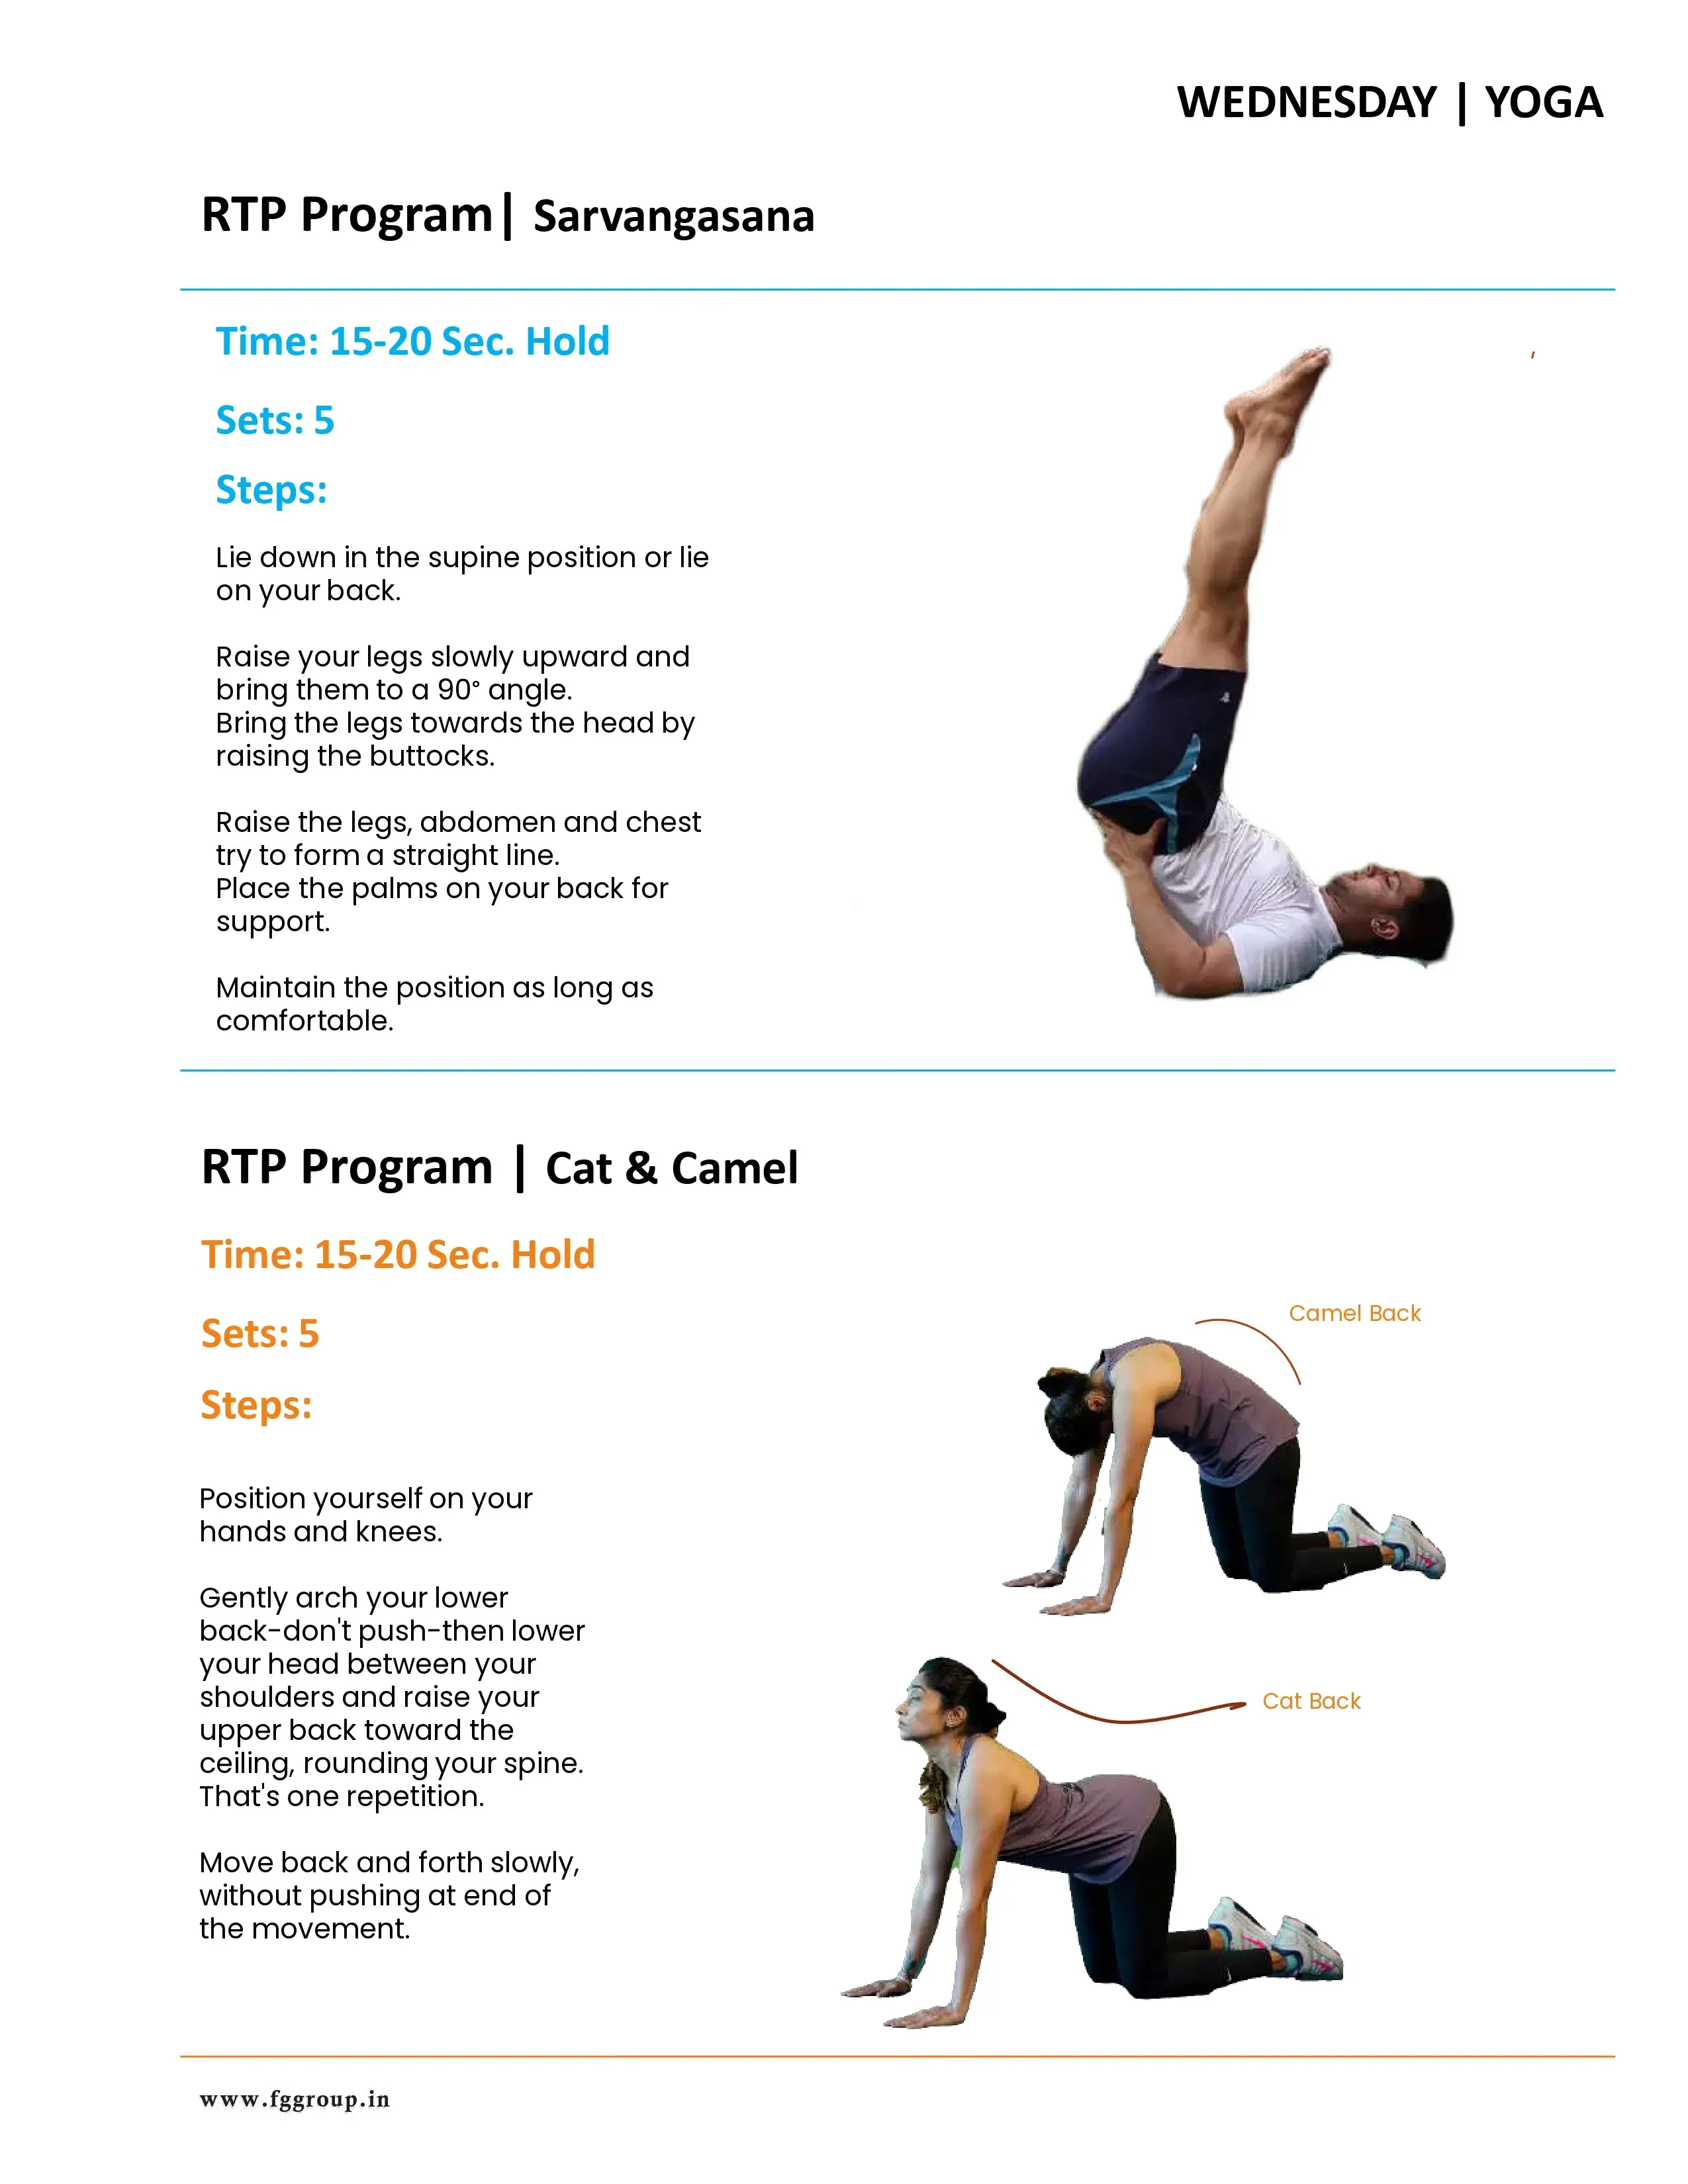 WEDNESDAY | YOGA
RTP Program| Sarvangasana
Time: 15-20 Sec. Hold
Sets: 5
Steps:
Lie down in the supine position or lie
on your back.
Raise your legs slowly upward and
bring them to a 90° angle.
Bring the legs towards the head by
raising the buttocks.
Raise the legs, abdomen and chest
try to form a straight line.
Place the palms on your back for
support.
Maintain the position as long as
comfortable.
RTP Program | Cat & Camel
Time: 15-20 Sec. Hold
Sets: 5
Steps:
Position yourself on your
hands and knees.
Gently arch your lower
back-don't push-then lower
your head between your
shoulders and raise your
upper back toward the
ceiling, rounding your spine.
That's one repetition.
Move back and forth slowly,
without pushing at end of
the movement.
Camel Back
Cat Back
www.fggroup.in